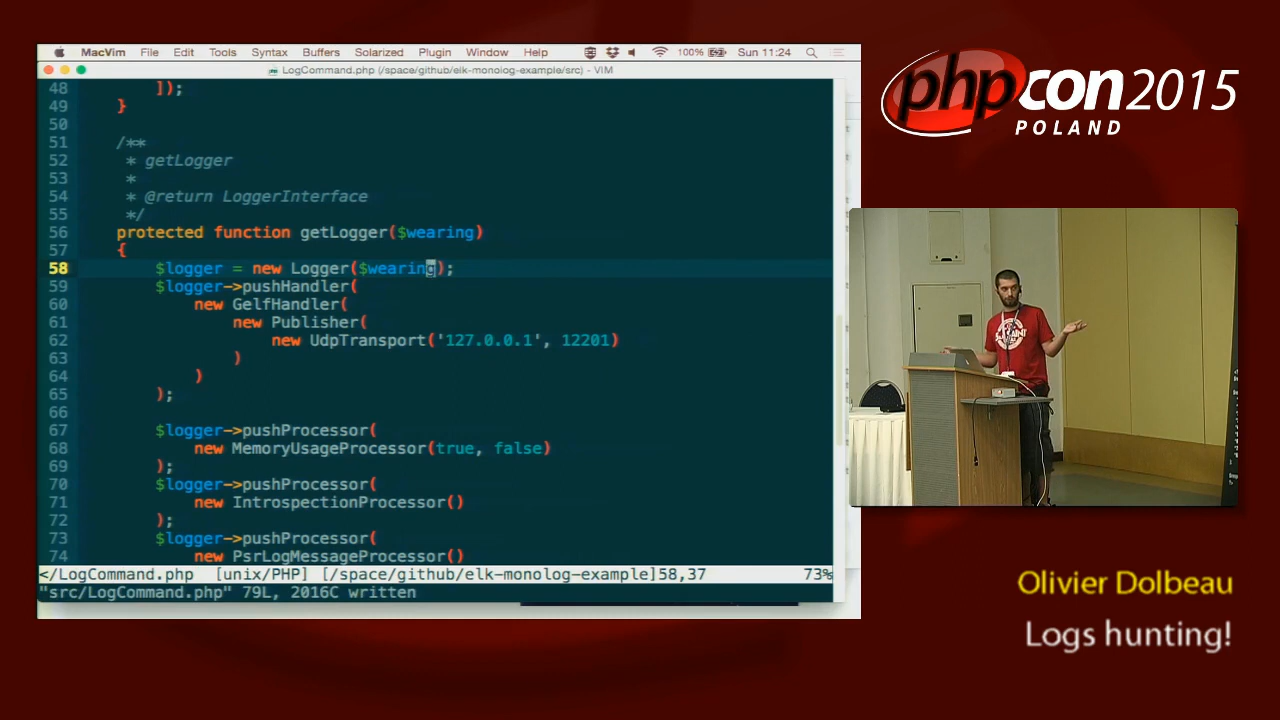 MacVim File Edit Tools Syntax Buffers Solarized Plugin Window Help 100% Sun 11:24
LogCommand.php (/space/github/elk-monolog-example/src) - VIM
48 ]);
49 }
50
51 /**
52 * getLogger
53 *
54 * @return LoggerInterface
55 */
56 protected function getLogger($wearing)
57 {
58 $logger = new Logger($wearing);
59 $logger->pushHandler(
60 new GelfHandler(
61 new Publisher(
62 new UdpTransport('127.0.0.1', 12201)
63 )
64 )
65 );
66
67 $logger->pushProcessor(
68 new MemoryUsageProcessor(true, false)
69 );
70 $logger->pushProcessor(
71 new IntrospectionProcessor()
72 );
73 $logger->pushProcessor(
74 new PsrLogMessageProcessor()
</LogCommand.php [unix/PHP] [/space/github/elk-monolog-example]58,37 73%
"src/LogCommand.php" 79L, 2016C written
phpcon 2015
POLAND
Olivier Dolbeau
Logs hunting!